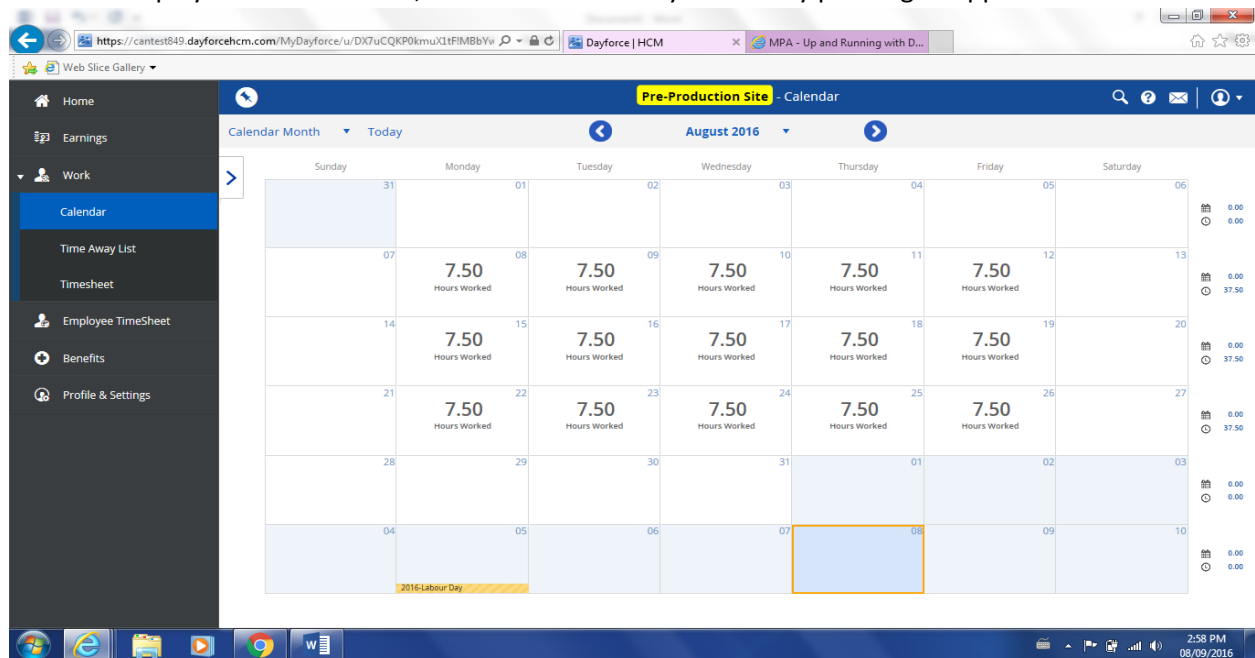 https://cantest849.dayforcehcm.com/MyDayforce/u/DX7uCQKP0kmuX1tF!MBbYw
Dayforce | HCM
MPA - Up and Running with D...
Web Slice Gallery
Home
Pre-Production Site - Calendar
Earnings
Calendar Month Today August 2016
Work
Sunday Monday Tuesday Wednesday Thursday Friday Saturday
Calendar
Time Away List
Timesheet
Employee TimeSheet
Benefits
Profile & Settings
31 01 02 03 04 05 06
0.00
0.00
07 08 09 10 11 12 13
7.50 7.50 7.50 7.50 7.50
Hours Worked Hours Worked Hours Worked Hours Worked Hours Worked
0.00
37.50
14 15 16 17 18 19 20
7.50 7.50 7.50 7.50 7.50
Hours Worked Hours Worked Hours Worked Hours Worked Hours Worked
0.00
37.50
21 22 23 24 25 26 27
7.50 7.50 7.50 7.50 7.50
Hours Worked Hours Worked Hours Worked Hours Worked Hours Worked
0.00
37.50
28 29 30 31 01 02 03
0.00
0.00
04 05 06 07 08 09 10
0.00
0.00
2016-Labour Day
2:58 PM
08/09/2016